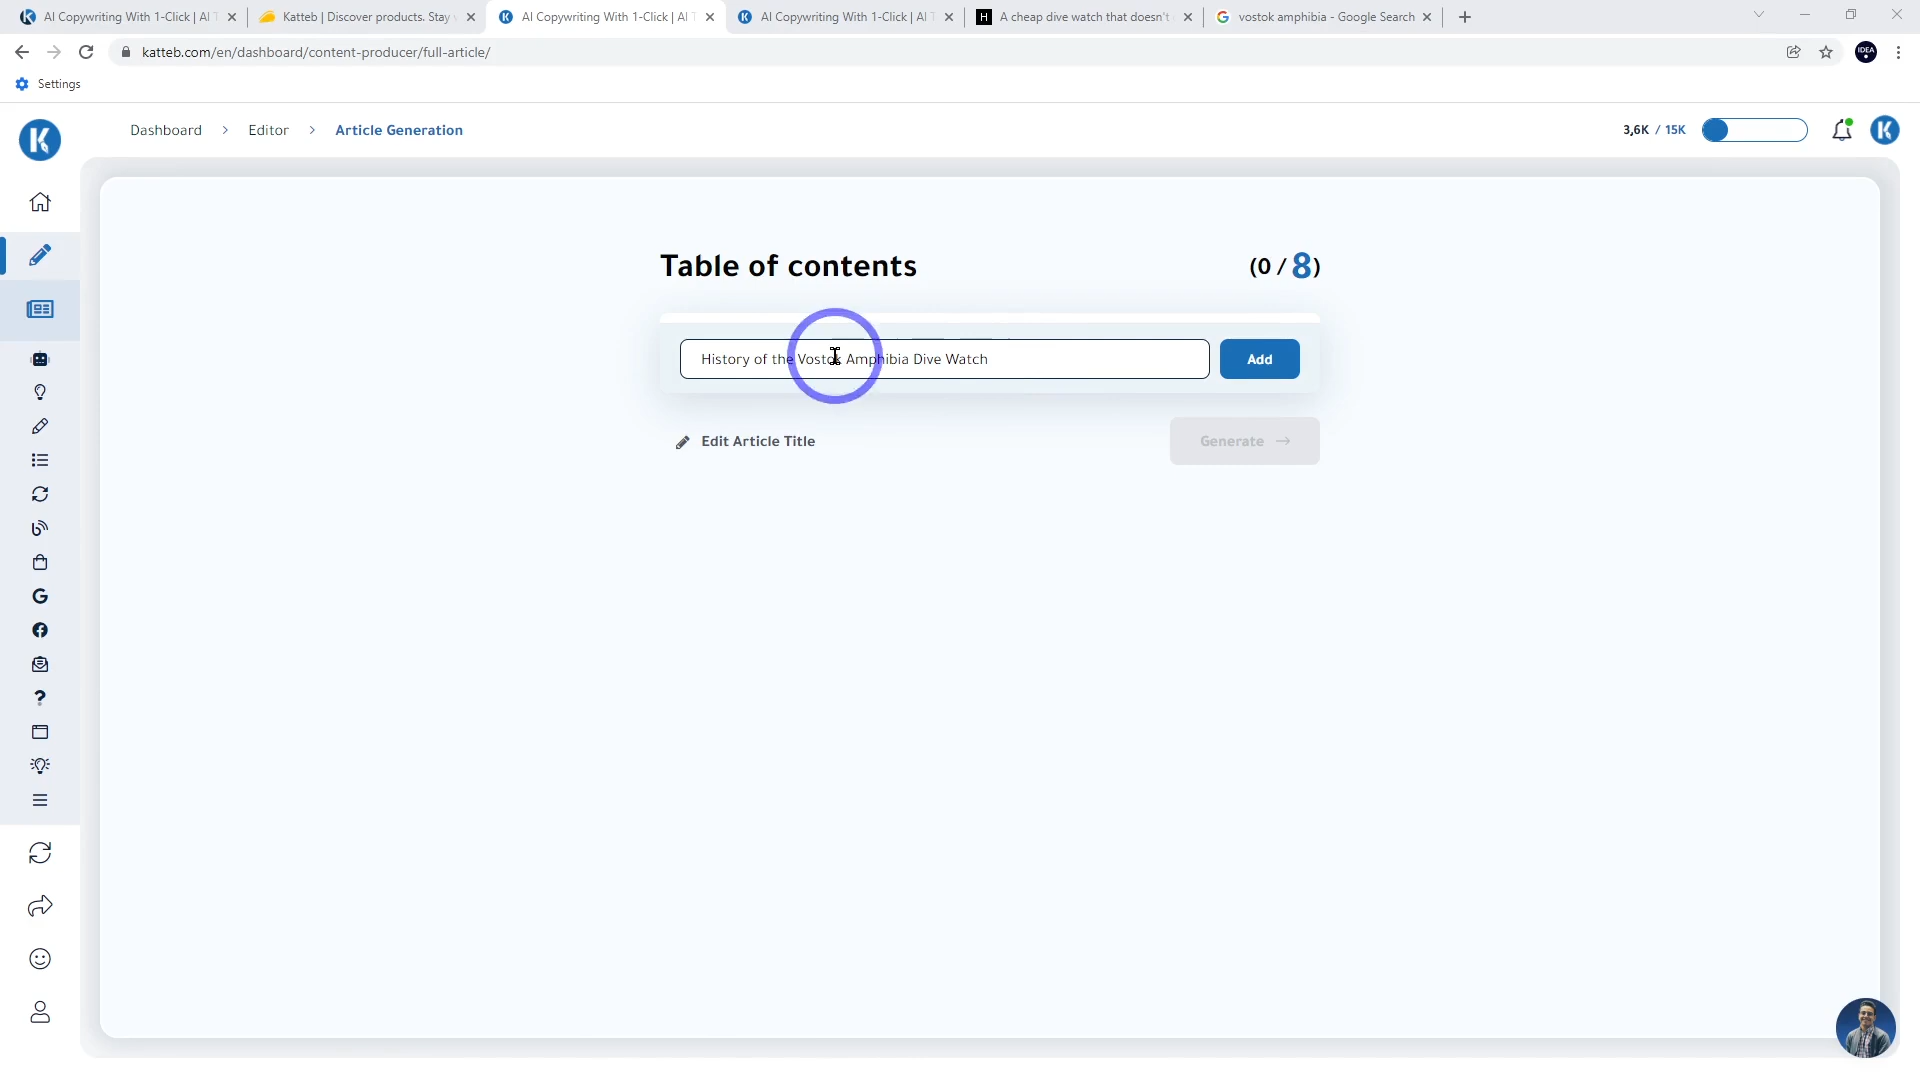 AI Copywriting With 1-Click | AI T
Katteb | Discover products. Stay
AI Copywriting With 1-Click | AI T
AI Copywriting With 1-Click | AI T
A cheap dive watch that doesn't
vostok amphibia - Google Search
katteb.com/en/dashboard/content-producer/full-article/
IDEA
Settings
Dashboard > Editor > Article Generation
3,6K / 15K
Table of contents (0 / 8)
History of the Vostok Amphibia Dive Watch
Add
Edit Article Title
Generate →